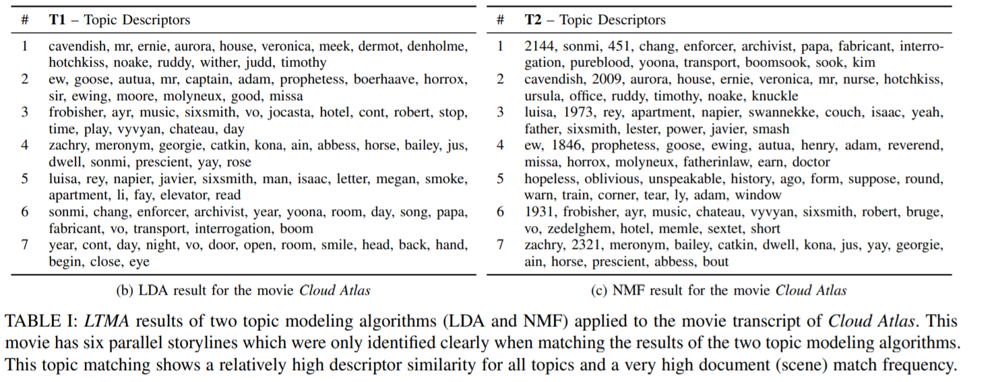 # T1 – Topic Descriptors
1 cavendish, mr, ernie, aurora, house, veronica, meek, dermot, denholme,
hotchkiss, noake, ruddy, wither, judd, timothy
2 ew, goose, autua, mr, captain, adam, prophetess, boerhaave, horrox,
sir, ewing, moore, molyneux, good, missa
3 frobisher, ayr, music, sixsmith, vo, jocasta, hotel, cont, robert, stop,
time, play, vyvyan, chateau, day
4 zachry, meronym, georgie, catkin, kona, ain, abbess, horse, bailey, jus,
dwell, sonmi, prescient, yay, rose
5 luisa, rey, napier, javier, sixsmith, man, isaac, letter, megan, smoke,
apartment, li, fay, elevator, read
6 sonmi, chang, enforcer, archivist, year, yoona, room, day, song, papa,
fabricant, vo, transport, interrogation, boom
7 year, cont, day, night, vo, door, open, room, smile, head, back, hand,
begin, close, eye
(b) LDA result for the movie Cloud Atlas
# T2 – Topic Descriptors
1 2144, sonmi, 451, chang, enforcer, archivist, papa, fabricant, interro-
gation, pureblood, yoona, transport, boomsook, sook, kim
2 cavendish, 2009, aurora, house, ernie, veronica, mr, nurse, hotchkiss,
ursula, office, ruddy, timothy, noake, knuckle
3 luisa, 1973, rey, apartment, napier, swannekke, couch, isaac, yeah,
father, sixsmith, lester, power, javier, smash
4 ew, 1846, prophetess, goose, ewing, autua, henry, adam, reverend,
missa, horrox, molyneux, fatherinlaw, earn, doctor
5 hopeless, oblivious, unspeakable, history, ago, form, suppose, round,
warn, train, corner, tear, ly, adam, window
6 1931, frobisher, ayr, music, chateau, vyvyan, sixsmith, robert, bruge,
vo, zedelghem, hotel, memle, sextet, short
7 zachry, 2321, meronym, bailey, catkin, dwell, kona, jus, yay, georgie,
ain, horse, prescient, abbess, bout
(c) NMF result for the movie Cloud Atlas
TABLE I: LTMA results of two topic modeling algorithms (LDA and NMF) applied to the movie transcript of Cloud Atlas. This
movie has six parallel storylines which were only identified clearly when matching the results of the two topic modeling algorithms.
This topic matching shows a relatively high descriptor similarity for all topics and a very high document (scene) match frequency.